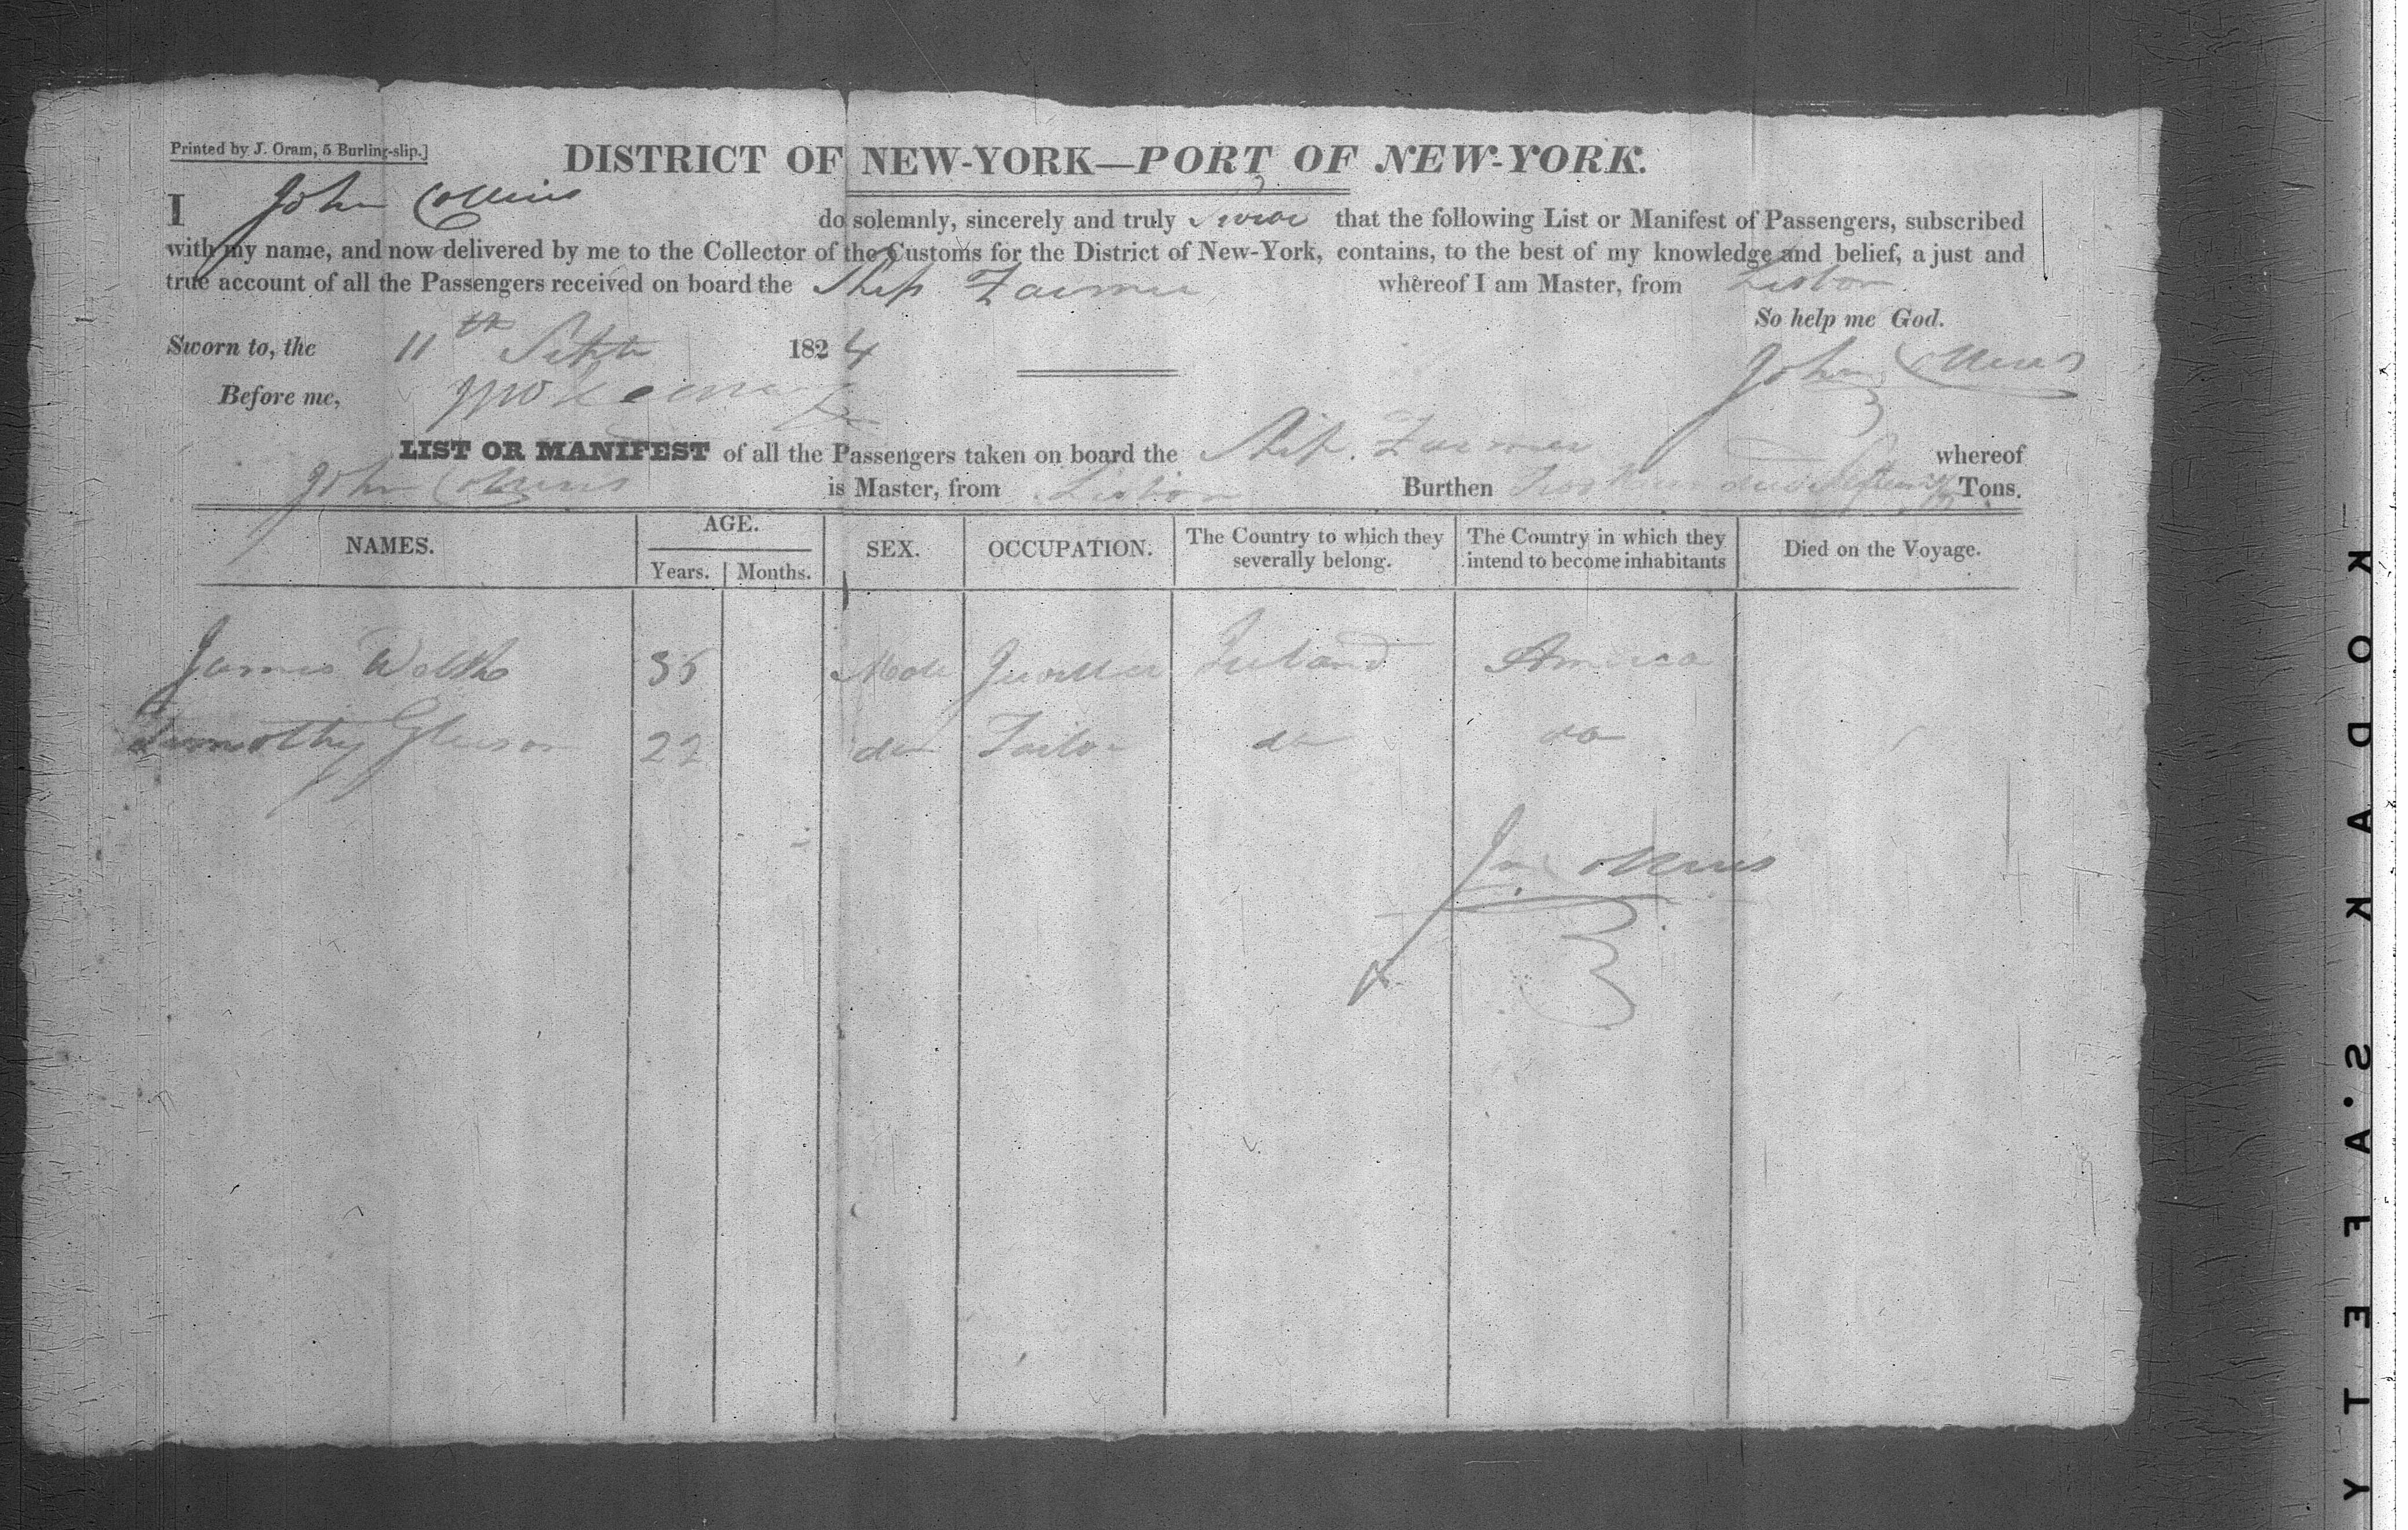 Printed by J. Oram, 5 Burling-slip.]
DISTRICT OF NEW-YORK—PORT OF NEW-YORK.
I John Collins do solemnly, sincerely and truly swear that the following List or Manifest of Passengers, subscribed
with my name, and now delivered by me to the Collector of the Customs for the District of New-York, contains, to the best of my knowledge and belief, a just and
true account of all the Passengers received on board the Ship Farmer whereof I am Master, from Lisbon
So help me God.
Sworn to, the 11th Septr 1824
John Collins
Before me,
LIST OR MANIFEST of all the Passengers taken on board the Ship Farmer whereof
John Collins is Master, from Lisbon Burthen Tons.
NAMES. AGE. SEX. OCCUPATION. The Country to which they severally belong. The Country in which they intend to become inhabitants Died on the Voyage.
Years. Months.
James Welsh 35 Male Jeweller Ireland America
Timothy Gleeson 22 do Tailor do do
Jno Collins
KODAK S.A.FETY